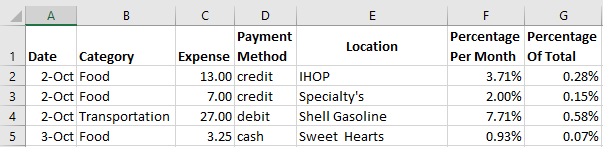 A B C D E F G
1 Date Category Expense Payment Method Location Percentage Per Month Percentage Of Total
2 2-Oct Food 13.00 credit IHOP 3.71% 0.28%
3 2-Oct Food 7.00 credit Specialty's 2.00% 0.15%
4 2-Oct Transportation 27.00 debit Shell Gasoline 7.71% 0.58%
5 3-Oct Food 3.25 cash Sweet Hearts 0.93% 0.07%